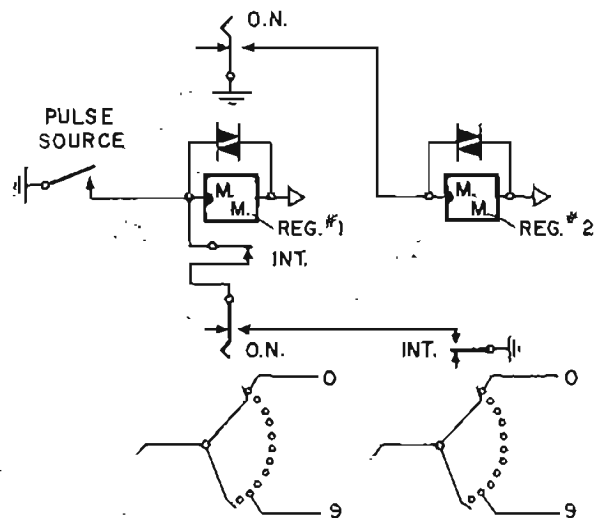 O.N.
PULSE
SOURCE
M.
M.
REG. #1
M.
M.
REG. #2
INT.
O.N.
INT.
0
9
0
9